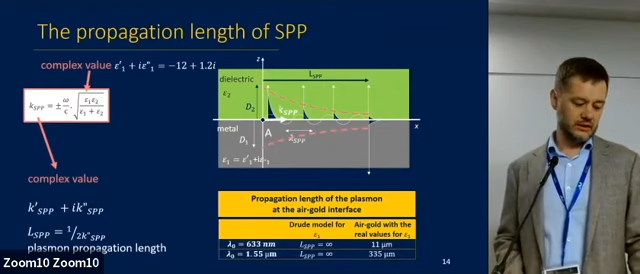 The propagation length of SPP
complex value ε'₁ + iε"₁ = −12 + 1.2i
k_SPP = ± ω/c · √(ε₁ε₂/(ε₁ + ε₂))
complex value
k'_SPP + ik"_SPP
L_SPP = 1/2k"_SPP
plasmon propagation length
z
dielectric
L_SPP
ε₂
D₂
k_SPP
metal
A
x
D₁
λ_SPP
ε₁ = ε'₁+iε"₁
Propagation length of the plasmon
at the air-gold interface
Drude model for ε₁
Air-gold with the real values for ε₁
λ₀ = 633 nm L_SPP = ∞ 11 μm
λ₀ = 1.55 μm L_SPP = ∞ 335 μm
14
Zoom10 Zoom10